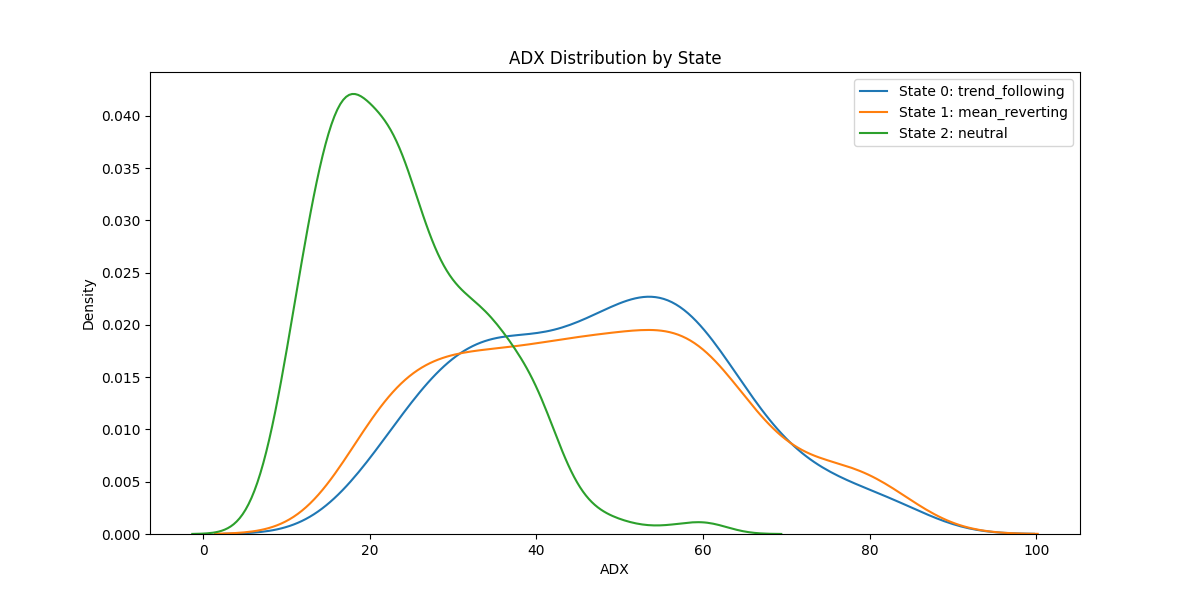 ADX Distribution by State
State 0: trend_following
State 1: mean_reverting
State 2: neutral
Density
0.040
0.035
0.030
0.025
0.020
0.015
0.010
0.005
0.000
0
20
40
60
80
100
ADX